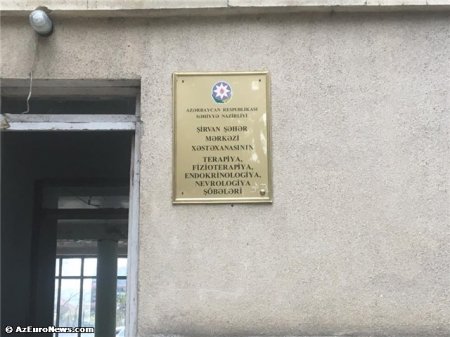 AZƏRBAYCAN RESPUBLİKASI
SƏHİYYƏ NAZİRLİYİ
ŞİRVAN ŞƏHƏR
MƏRKƏZİ
XƏSTƏXANASININ
TERAPİYA,
FİZİOTERAPİYA,
ENDOKRİNOLOGİYA,
NEVROLOGİYA
ŞÖBƏLƏRİ
© AzEuroNews.com